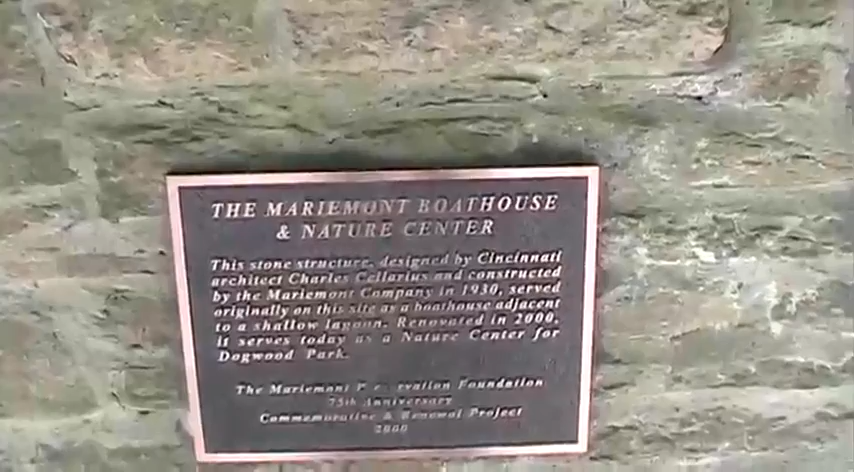 THE MARIEMONT BOATHOUSE
& NATURE CENTER
This stone structure, designed by Cincinnati
architect Charles Cellarius and constructed
by the Mariemont Company in 1930, served
originally on this site as a boathouse adjacent
to a shallow lagoon. Renovated in 2000,
it serves today as a Nature Center for
Dogwood Park.
The Mariemont Preservation Foundation
75th Anniversary
Commemorative & Renewal Project
2000